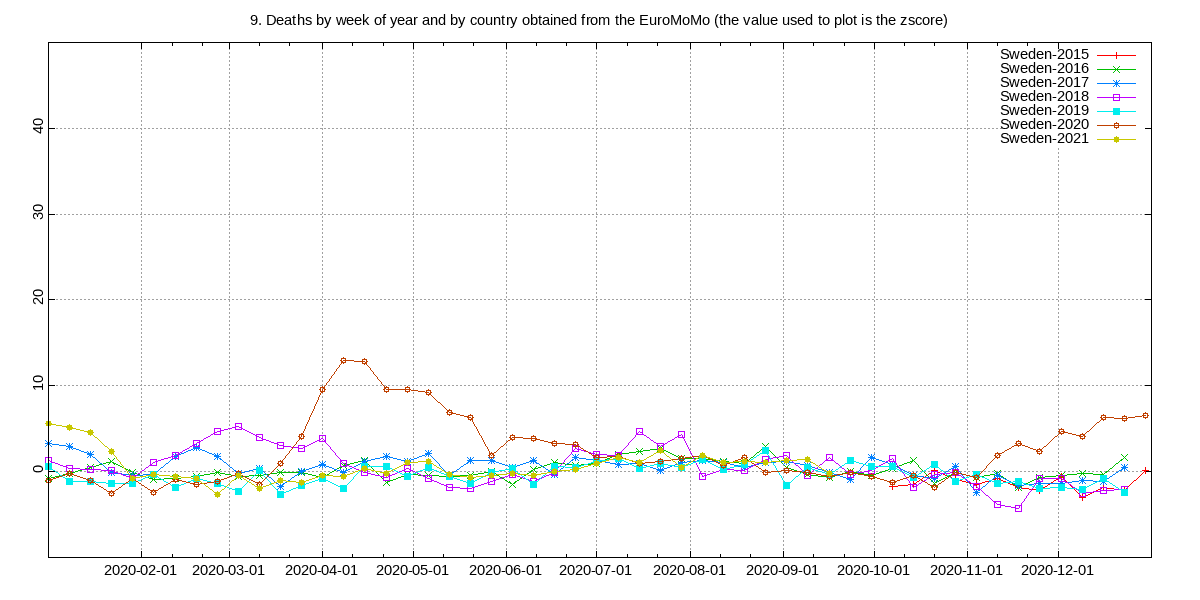 9. Deaths by week of year and by country obtained from the EuroMoMo (the value used to plot is the zscore)
Sweden-2015
Sweden-2016
Sweden-2017
Sweden-2018
Sweden-2019
Sweden-2020
Sweden-2021
40
30
20
10
0
2020-02-01 2020-03-01 2020-04-01 2020-05-01 2020-06-01 2020-07-01 2020-08-01 2020-09-01 2020-10-01 2020-11-01 2020-12-01